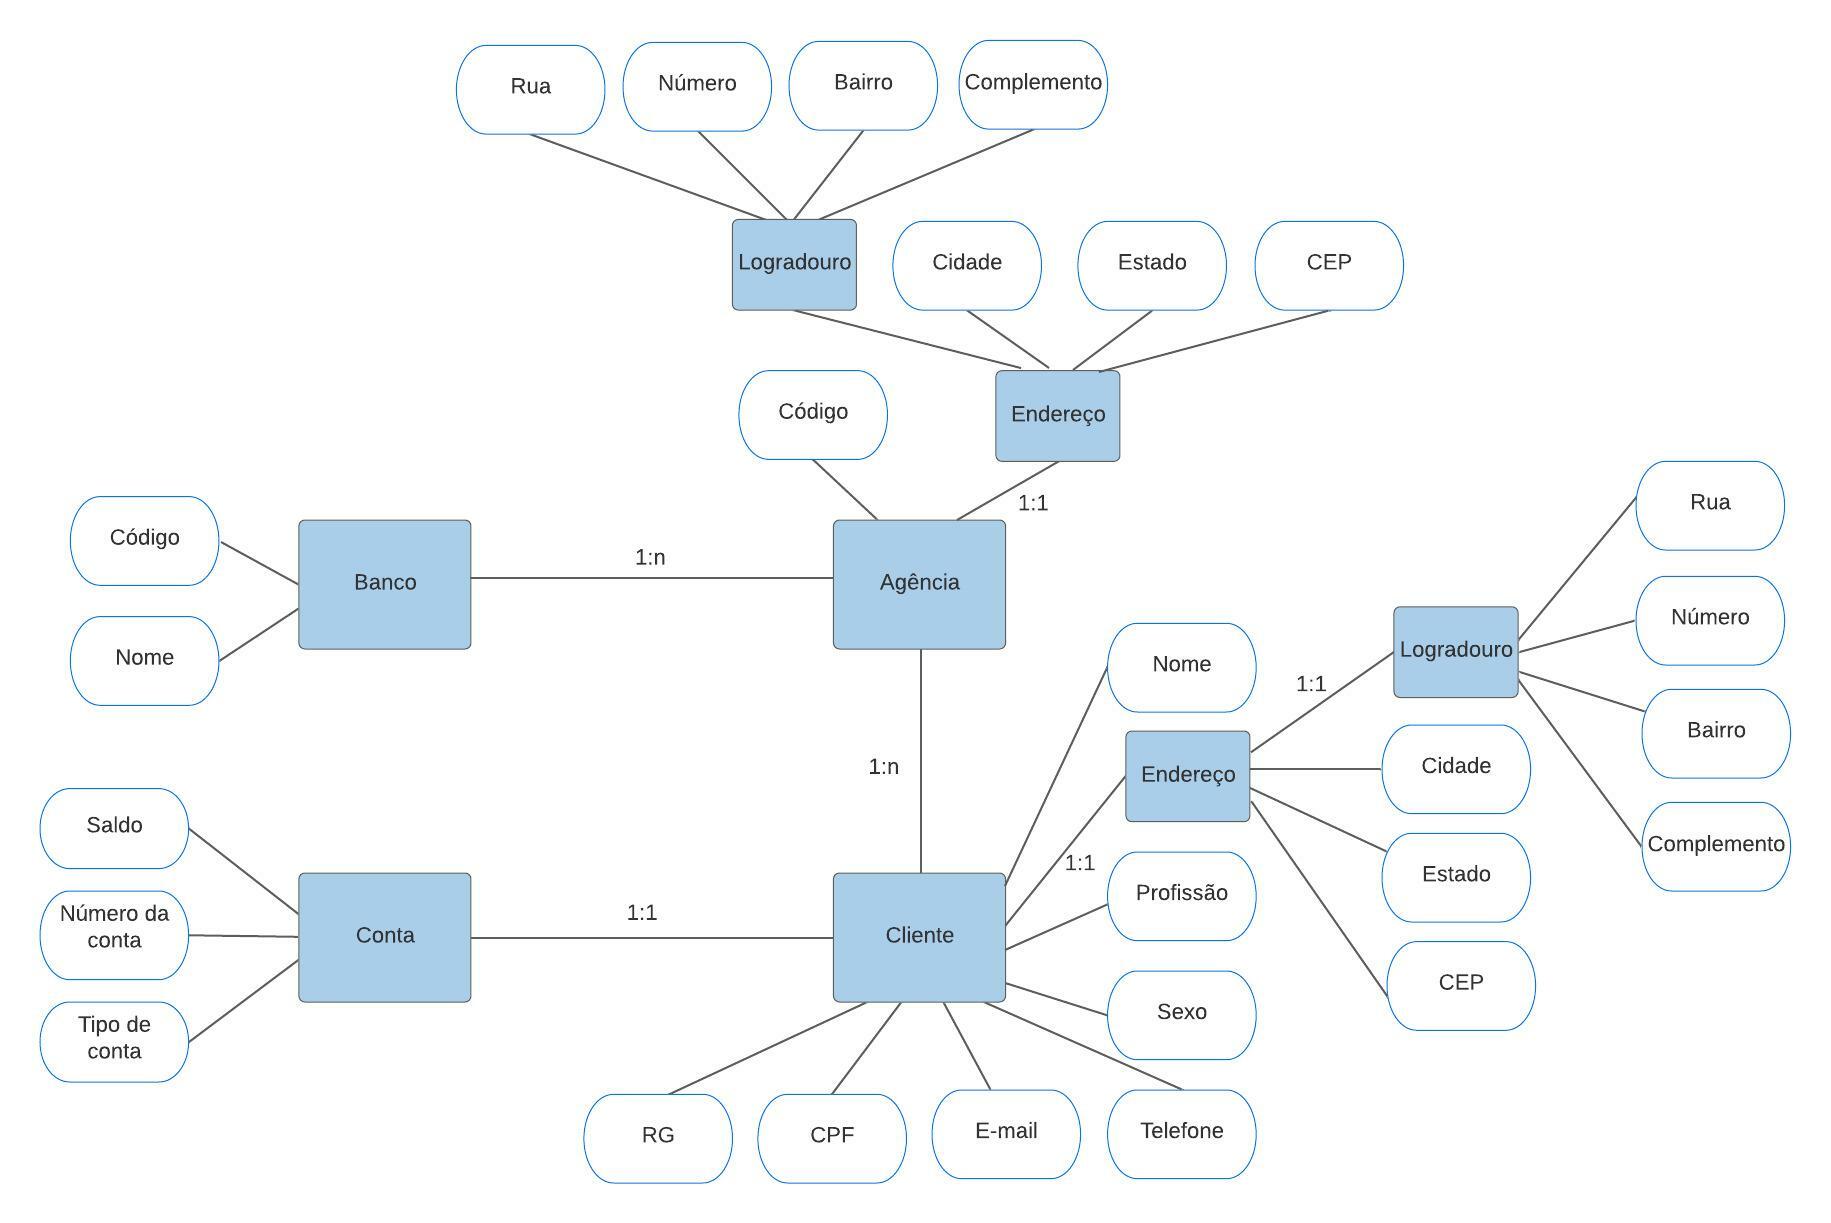 Rua
Número
Bairro
Complemento
Logradouro
Cidade
Estado
CEP
Código
Endereço
1:1
Código
Nome
Banco
1:n
Agência
1:n
Nome
Endereço
1:1
1:1
Logradouro
Rua
Número
Bairro
Complemento
Cidade
Estado
CEP
Saldo
Número da
conta
Tipo de
conta
Conta
1:1
Cliente
Profissão
Sexo
RG
CPF
E-mail
Telefone